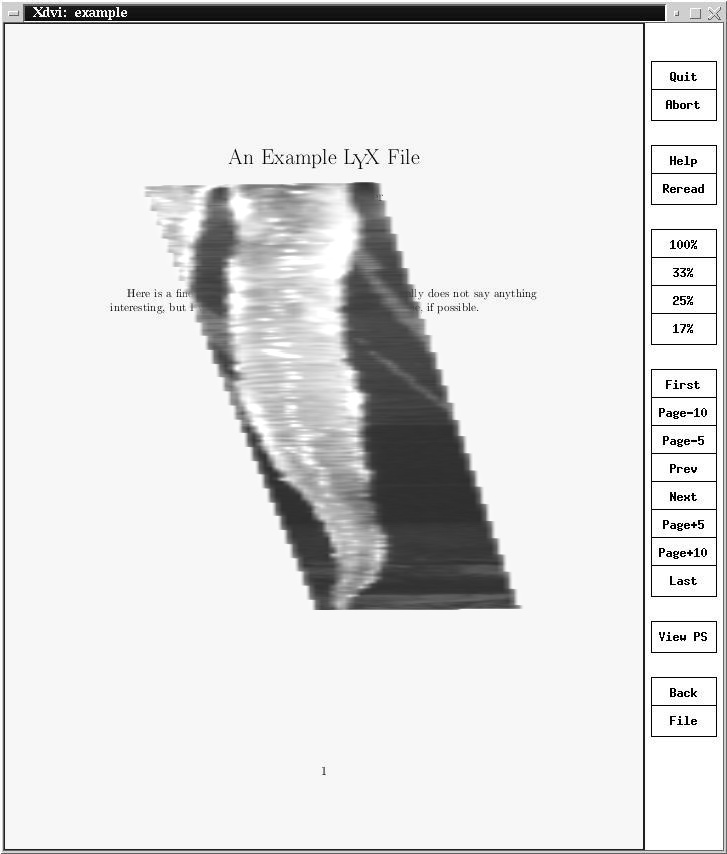 Xdvi: example
An Example LYX File
Here is a
ly does not say anything
interesting, but
, if possible.
1
Quit
Abort
Help
Reread
100%
33%
25%
17%
First
Page-10
Page-5
Prev
Next
Page+5
Page+10
Last
View PS
Back
File